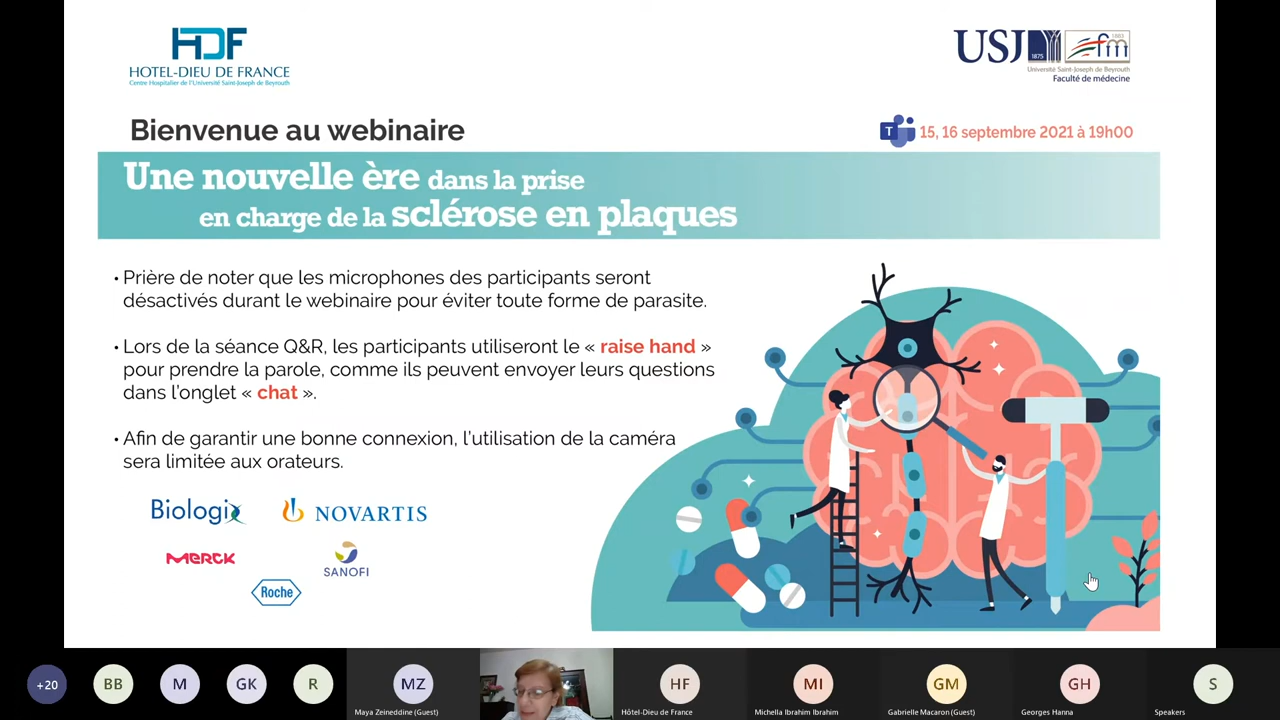 HDF
HOTEL-DIEU DE FRANCE
Centre Hospitalier de l'Université Saint-Joseph de Beyrouth
USJ
1875
1883
fm
Université Saint-Joseph de Beyrouth
Faculté de médecine
Bienvenue au webinaire
T
15, 16 septembre 2021 à 19h00
Une nouvelle ère dans la prise
en charge de la sclérose en plaques
• Prière de noter que les microphones des participants seront
désactivés durant le webinaire pour éviter toute forme de parasite.
• Lors de la séance Q&R, les participants utiliseront le « raise hand »
pour prendre la parole, comme ils peuvent envoyer leurs questions
dans l'onglet « chat ».
• Afin de garantir une bonne connexion, l'utilisation de la caméra
sera limitée aux orateurs.
Biologix
NOVARTIS
MERCK
SANOFI
Roche
+20
BB
M
GK
R
MZ
HF
MI
GM
GH
S
Maya Zeineddine (Guest)
Hôtel-Dieu de France
Michella Ibrahim Ibrahim
Gabrielle Macaron (Guest)
Georges Hanna
Speakers